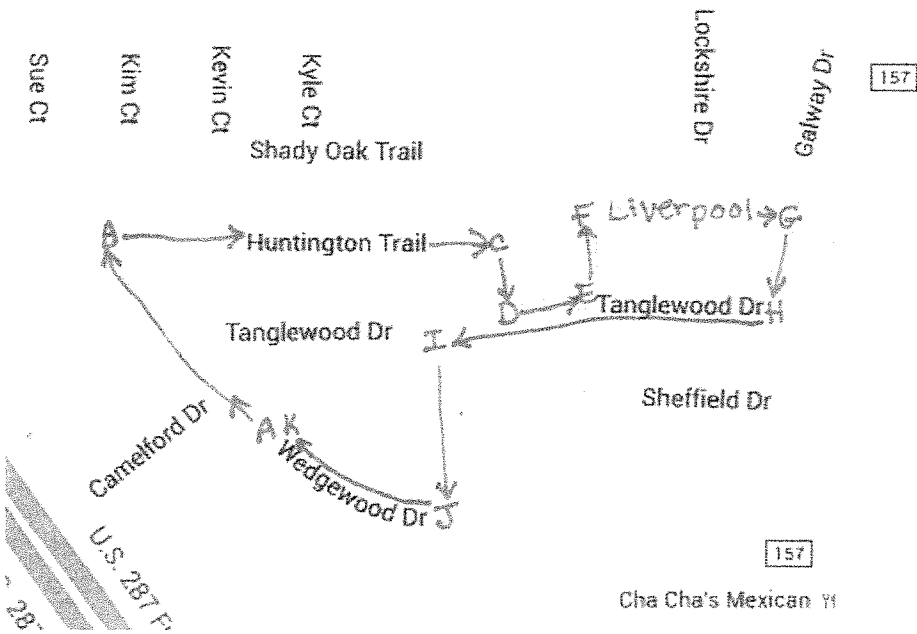 Sue Ct
Kim Ct
Kevin Ct
Kyle Ct
Lockshire Dr
Galway Dr
157
Shady Oak Trail
B
Huntington Trail
C
F
Liverpool
G
D
E
Tanglewood Dr
H
Tanglewood Dr
I
Sheffield Dr
Camelford Dr
A
K
Wedgewood Dr
J
U.S. 287
157
Cha Cha's Mexican